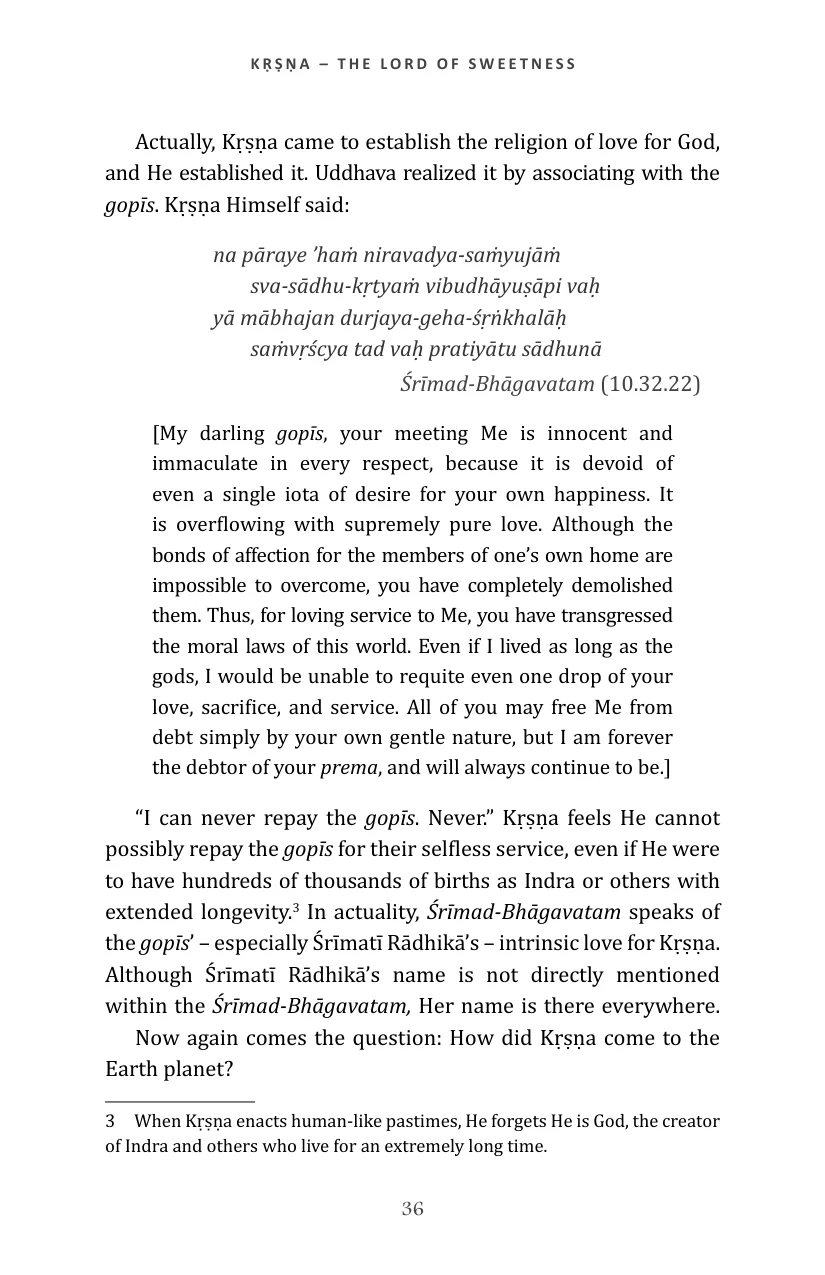 KṚṢṆA – THE LORD OF SWEETNESS
Actually, Kṛṣṇa came to establish the religion of love for God,
and He established it. Uddhava realized it by associating with the
gopīs. Kṛṣṇa Himself said:
na pāraye ’haṁ niravadya-saṁyujāṁ
sva-sādhu-kṛtyaṁ vibudhāyuṣāpi vaḥ
yā mābhajan durjaya-geha-śṛṅkhalāḥ
saṁvṛścya tad vaḥ pratiyātu sādhunā
Śrīmad-Bhāgavatam (10.32.22)
[My darling gopīs, your meeting Me is innocent and
immaculate in every respect, because it is devoid of
even a single iota of desire for your own happiness. It
is overflowing with supremely pure love. Although the
bonds of affection for the members of one’s own home are
impossible to overcome, you have completely demolished
them. Thus, for loving service to Me, you have transgressed
the moral laws of this world. Even if I lived as long as the
gods, I would be unable to requite even one drop of your
love, sacrifice, and service. All of you may free Me from
debt simply by your own gentle nature, but I am forever
the debtor of your prema, and will always continue to be.]
“I can never repay the gopīs. Never.” Kṛṣṇa feels He cannot
possibly repay the gopīs for their selfless service, even if He were
to have hundreds of thousands of births as Indra or others with
extended longevity.³ In actuality, Śrīmad-Bhāgavatam speaks of
the gopīs’ – especially Śrīmatī Rādhikā’s – intrinsic love for Kṛṣṇa.
Although Śrīmatī Rādhikā’s name is not directly mentioned
within the Śrīmad-Bhāgavatam, Her name is there everywhere.
Now again comes the question: How did Kṛṣṇa come to the
Earth planet?
3 When Kṛṣṇa enacts human-like pastimes, He forgets He is God, the creator
of Indra and others who live for an extremely long time.
36